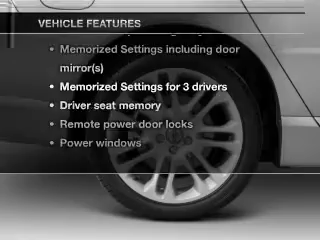 VEHICLE FEATURES
• Memorized Settings including door
mirror(s)
• Memorized Settings for 3 drivers
• Driver seat memory
• Remote power door locks
• Power windows